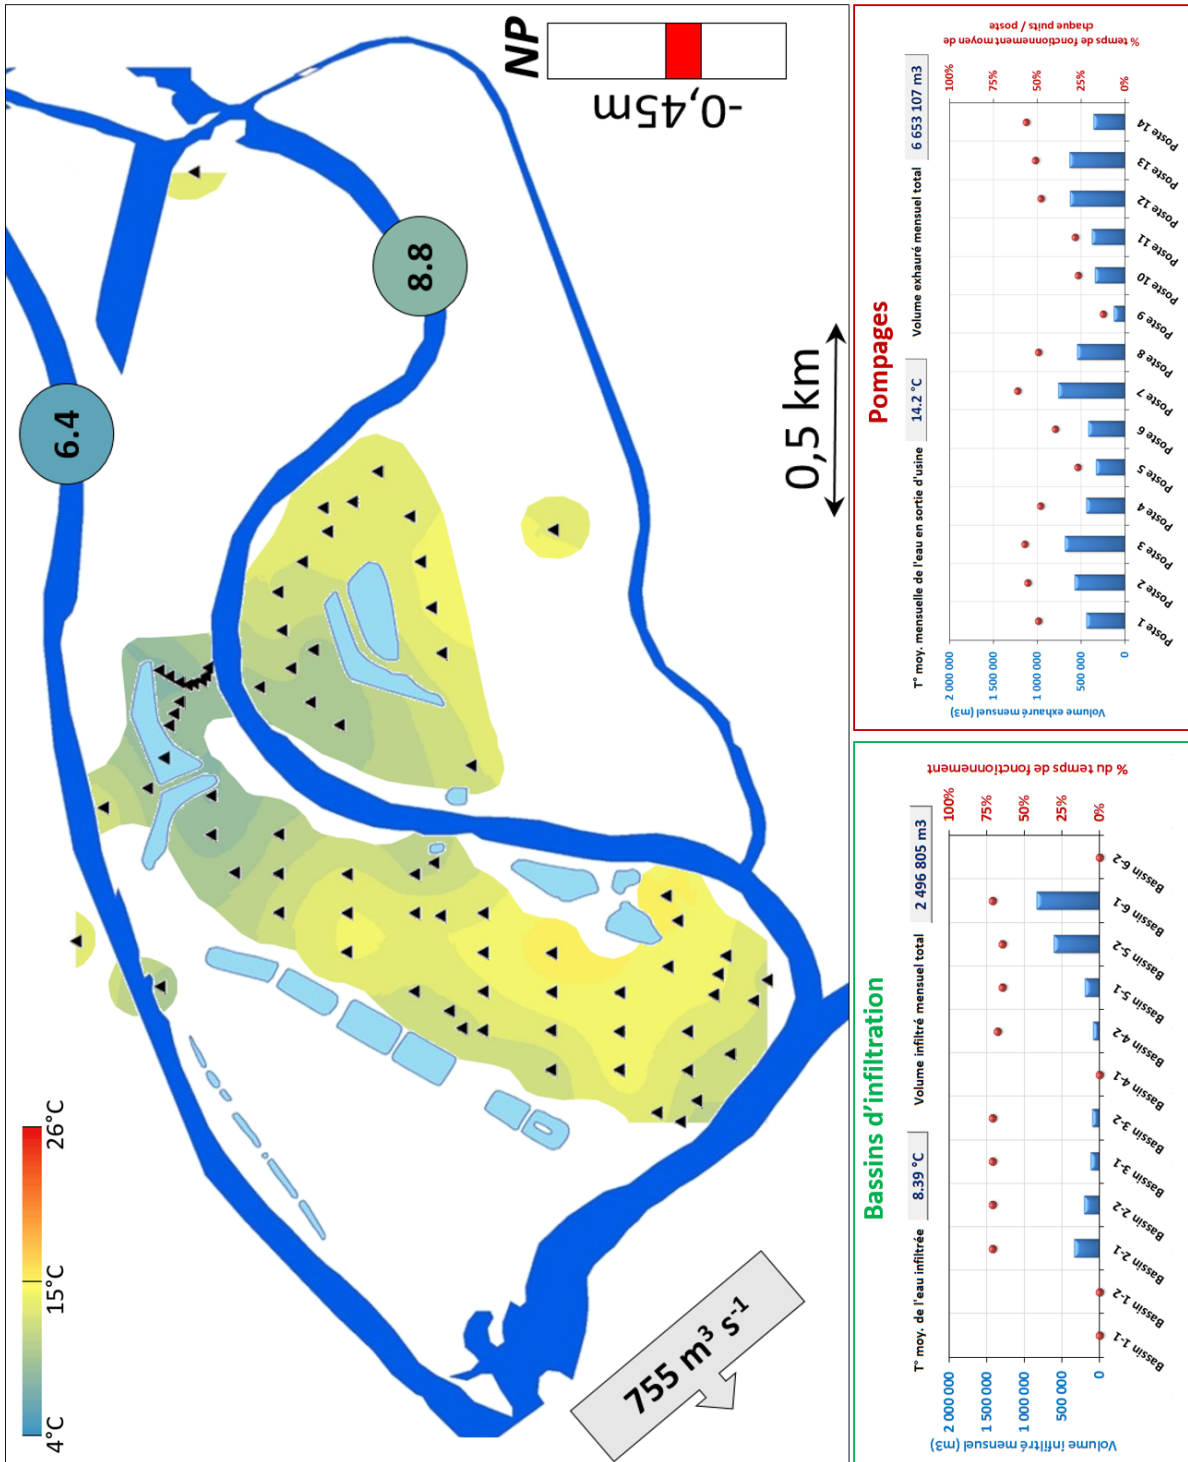 4°C
15°C
26°C
755 m³ s⁻¹
6.4
8.8
0,5 km
NP
-0,45m
Bassins d'infiltration
T° moy. de l'eau infiltrée
8.39 °C
Volume infiltré mensuel total
2 496 805 m3
Volume infiltré mensuel (m3)
2 000 000
1 500 000
1 000 000
500 000
0
% du temps de fonctionnement
100%
75%
50%
25%
0%
Bassin 1-1
Bassin 1-2
Bassin 2-1
Bassin 2-2
Bassin 3-1
Bassin 3-2
Bassin 4-1
Bassin 4-2
Bassin 5-1
Bassin 5-2
Bassin 6-1
Bassin 6-2
Pompages
T° moy. mensuelle de l'eau en sortie d'usine
14.2 °C
Volume exhauré mensuel total
6 653 107 m3
Volume exhauré mensuel (m3)
2 000 000
1 500 000
1 000 000
500 000
0
% temps de fonctionnement moyen de
chaque puits / poste
100%
75%
50%
25%
0%
Poste 1
Poste 2
Poste 3
Poste 4
Poste 5
Poste 6
Poste 7
Poste 8
Poste 9
Poste 10
Poste 11
Poste 12
Poste 13
Poste 14